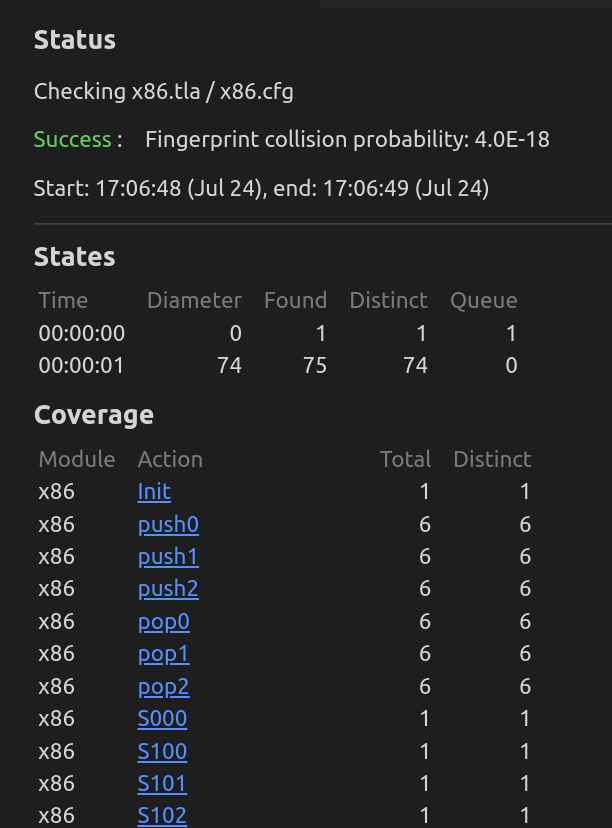 Status
Checking x86.tla / x86.cfg
Success : Fingerprint collision probability: 4.0E-18
Start: 17:06:48 (Jul 24), end: 17:06:49 (Jul 24)
States
Time Diameter Found Distinct Queue
00:00:00 0 1 1 1
00:00:01 74 75 74 0
Coverage
Module Action Total Distinct
x86 Init 1 1
x86 push0 6 6
x86 push1 6 6
x86 push2 6 6
x86 pop0 6 6
x86 pop1 6 6
x86 pop2 6 6
x86 S000 1 1
x86 S100 1 1
x86 S101 1 1
x86 S102 1 1